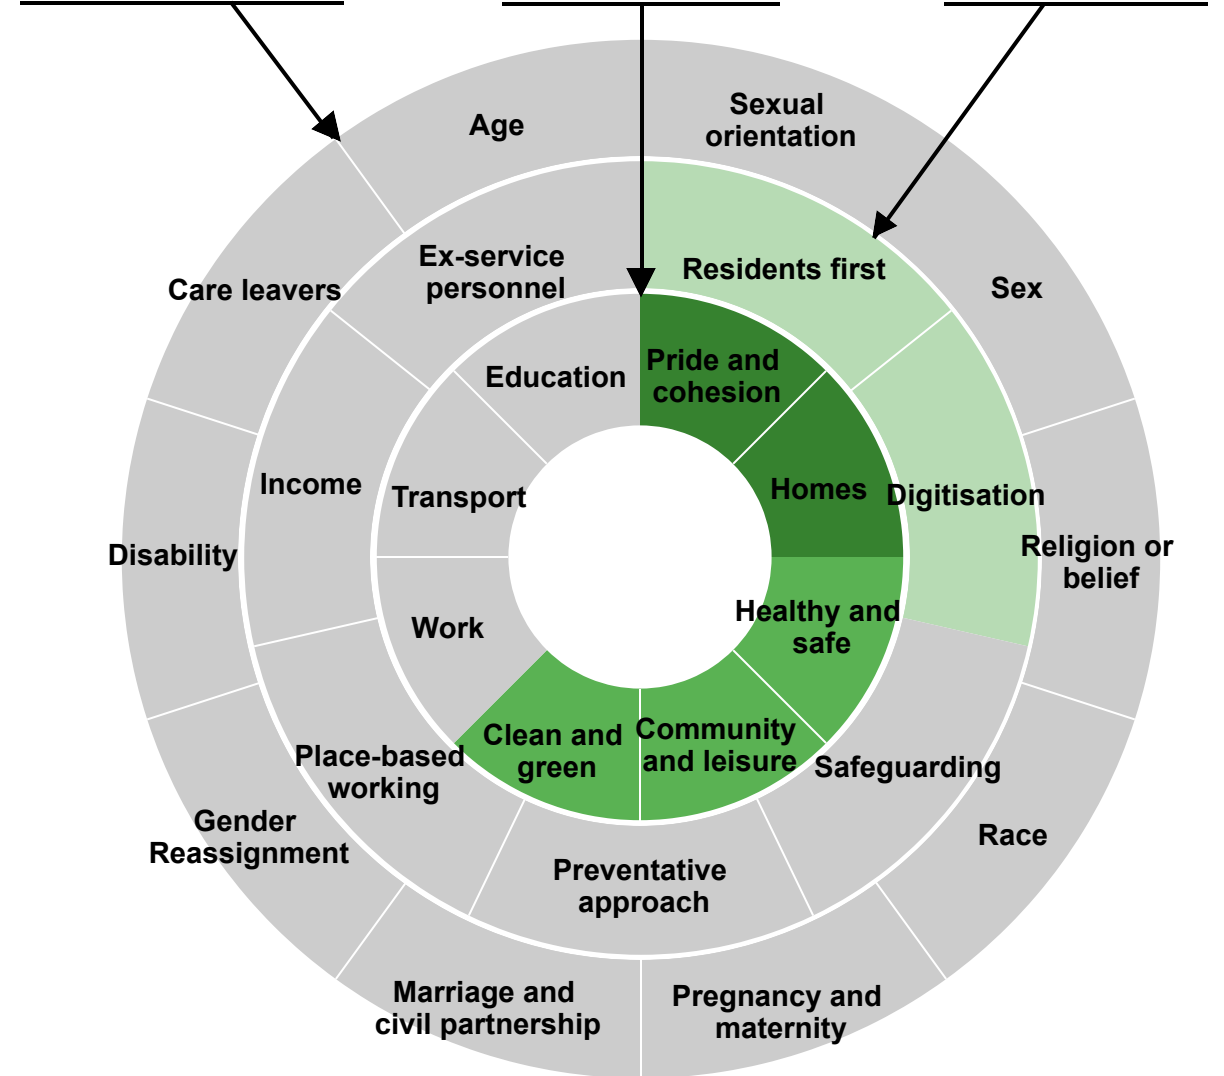 Age
Sexual
orientation
Care leavers
Ex-service
personnel
Residents first
Sex
Education
Pride and
cohesion
Income
Transport
Homes
Digitisation
Disability
Religion or
belief
Work
Healthy and
safe
Place-based
working
Clean and
green
Community
and leisure
Safeguarding
Gender
Reassignment
Race
Preventative
approach
Marriage and
civil partnership
Pregnancy and
maternity